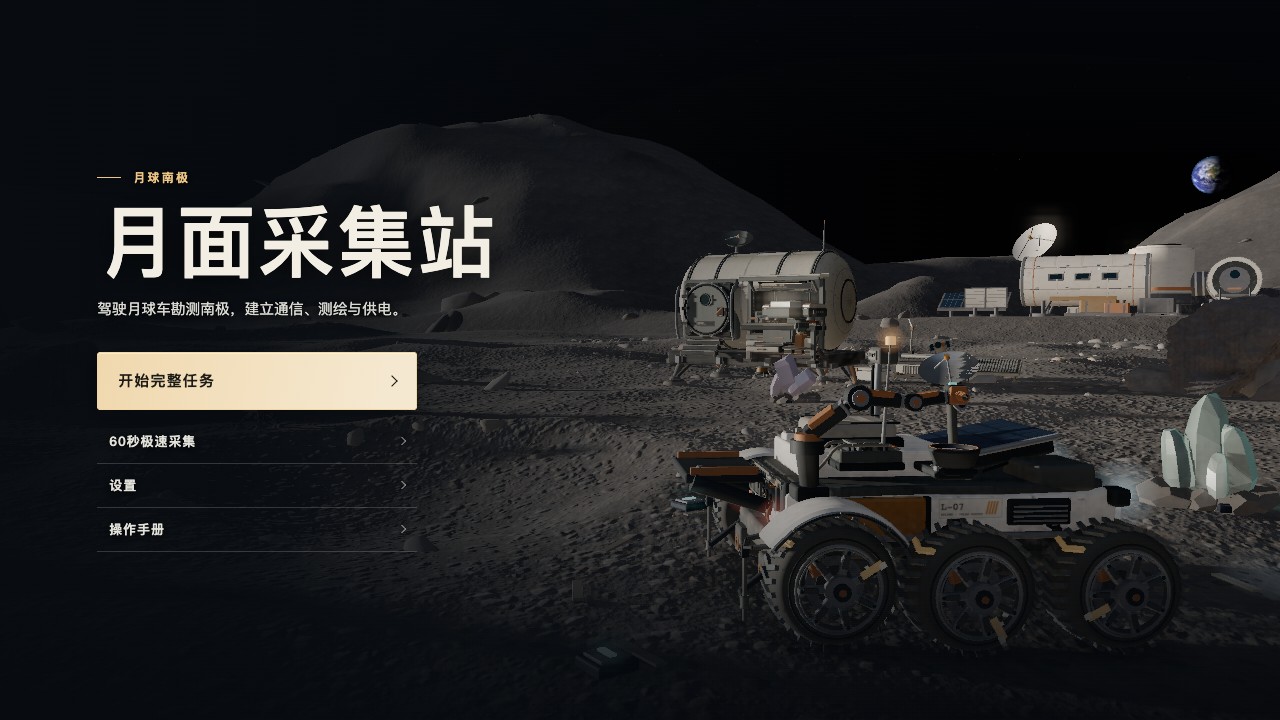 月球南极
月面采集站
驾驶月球车勘测南极，建立通信、测绘与供电。
开始完整任务
60秒极速采集
设置
操作手册
L-07